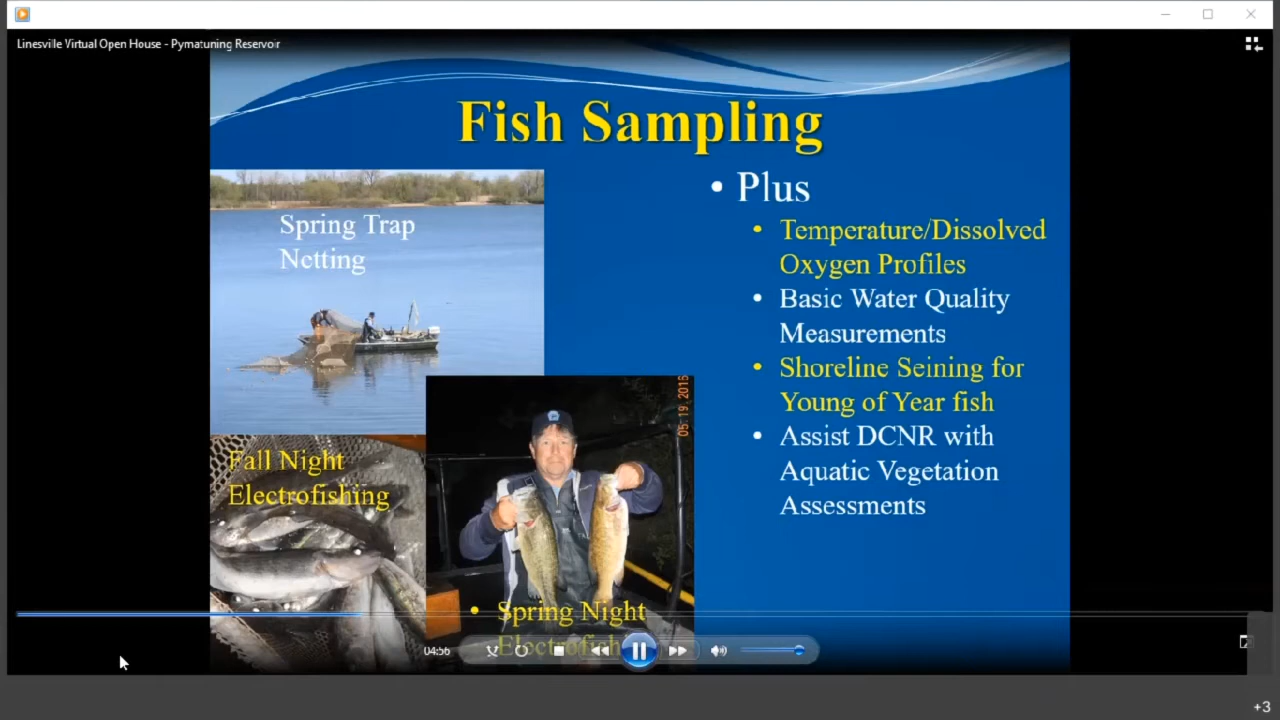 Linesville Virtual Open House - Pymatuning Reservoir
Fish Sampling
Spring Trap
Netting
Fall Night
Electrofishing
05 19 2015
• Spring Night
Electrofishi
• Plus
• Temperature/Dissolved
Oxygen Profiles
• Basic Water Quality
Measurements
• Shoreline Seining for
Young of Year fish
• Assist DCNR with
Aquatic Vegetation
Assessments
04:56
+3